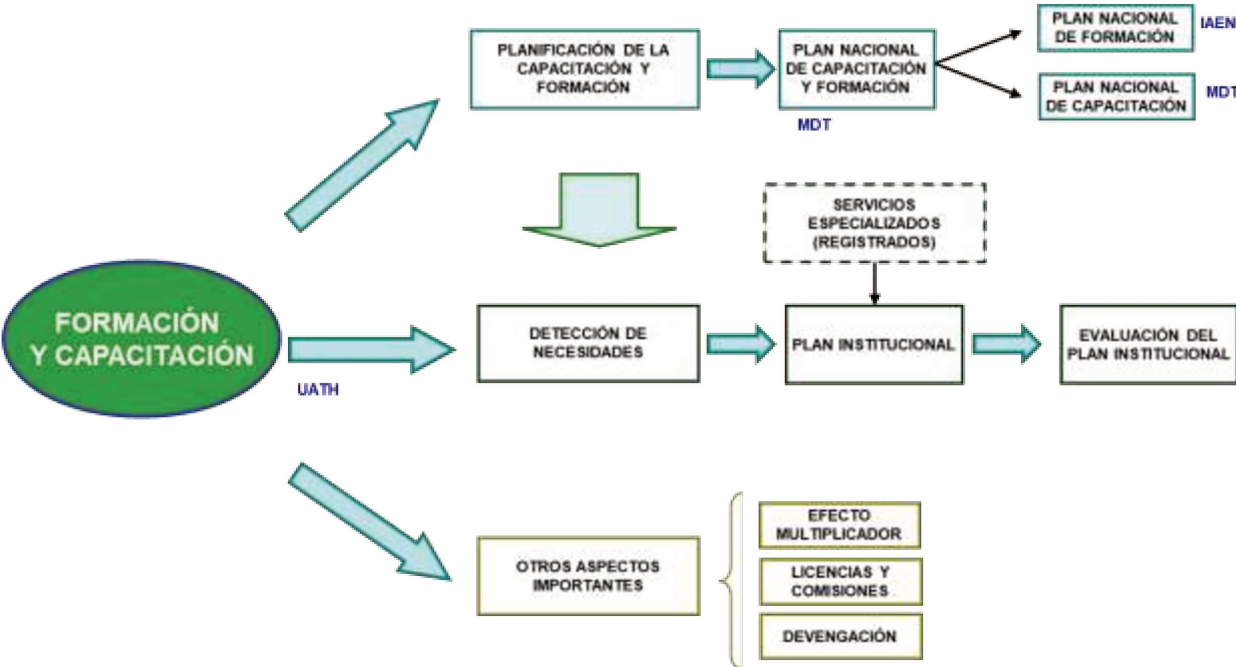 PLANIFICACIÓN DE LA
CAPACITACIÓN Y
FORMACIÓN
PLAN NACIONAL
DE CAPACITACIÓN
Y FORMACIÓN
MDT
PLAN NACIONAL
DE FORMACIÓN
IAEN
PLAN NACIONAL
DE CAPACITACIÓN
MDT
SERVICIOS
ESPECIALIZADOS
(REGISTRADOS)
FORMACIÓN
Y CAPACITACIÓN
UATH
DETECCIÓN DE
NECESIDADES
PLAN INSTITUCIONAL
EVALUACIÓN DEL
PLAN INSTITUCIONAL
OTROS ASPECTOS
IMPORTANTES
EFECTO
MULTIPLICADOR
LICENCIAS Y
COMISIONES
DEVENGACIÓN